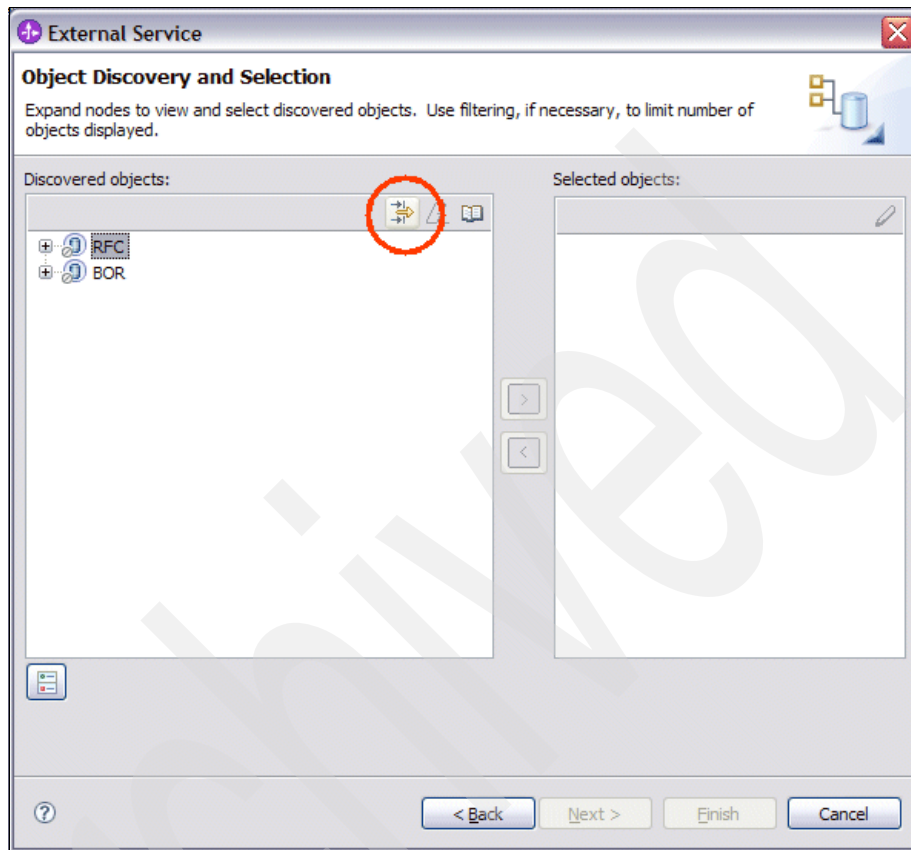 External Service
Object Discovery and Selection
Expand nodes to view and select discovered objects. Use filtering, if necessary, to limit number of
objects displayed.
Discovered objects:
Selected objects:
RFC
BOR
>
<
< Back
Next >
Finish
Cancel